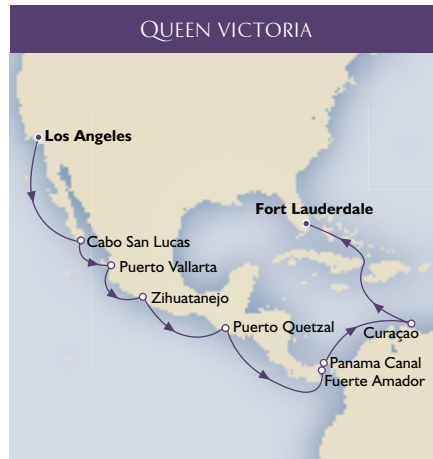 QUEEN VICTORIA
Los Angeles
Fort Lauderdale
Cabo San Lucas
Puerto Vallarta
Zihuatanejo
Puerto Quetzal
Curaçao
Panama Canal
Fuerte Amador